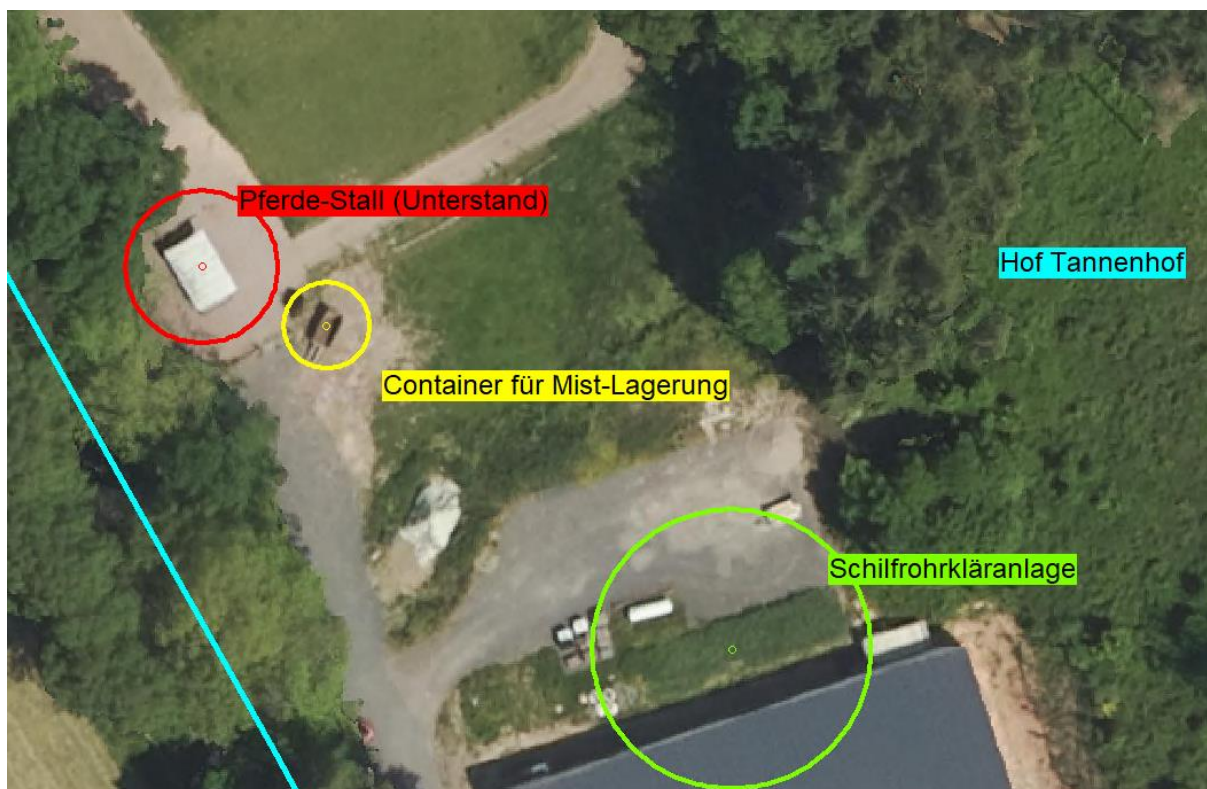 Pferde-Stall (Unterstand)
Hof Tannenhof
Container für Mist-Lagerung
Schilfrohrkläranlage